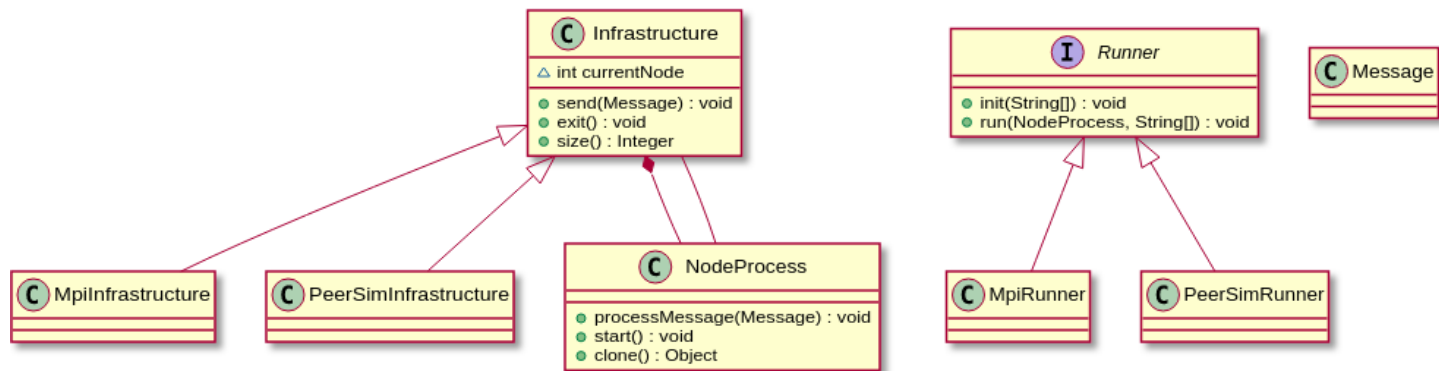 C Infrastructure
int currentNode
send(Message) : void
exit() : void
size() : Integer
I Runner
init(String[]) : void
run(NodeProcess, String[]) : void
C Message
C MpiInfrastructure
C PeerSimInfrastructure
C NodeProcess
processMessage(Message) : void
start() : void
clone() : Object
C MpiRunner
C PeerSimRunner